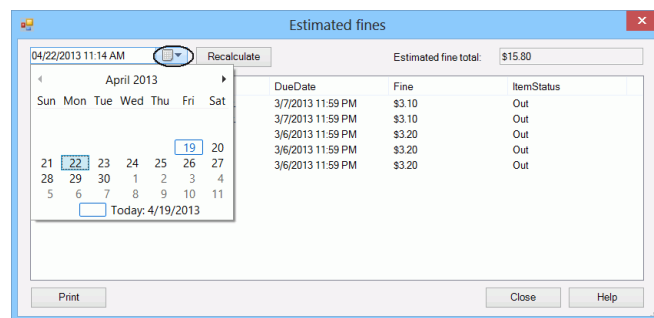 Estimated fines
04/22/2013 11:14 AM Recalculate Estimated fine total: $15.80
April 2013
Sun Mon Tue Wed Thu Fri Sat
19 20
21 22 23 24 25 26 27
28 29 30 1 2 3 4
5 6 7 8 9 10 11
Today: 4/19/2013
DueDate Fine ItemStatus
3/7/2013 11:59 PM $3.10 Out
3/7/2013 11:59 PM $3.10 Out
3/6/2013 11:59 PM $3.20 Out
3/6/2013 11:59 PM $3.20 Out
3/6/2013 11:59 PM $3.20 Out
Print Close Help